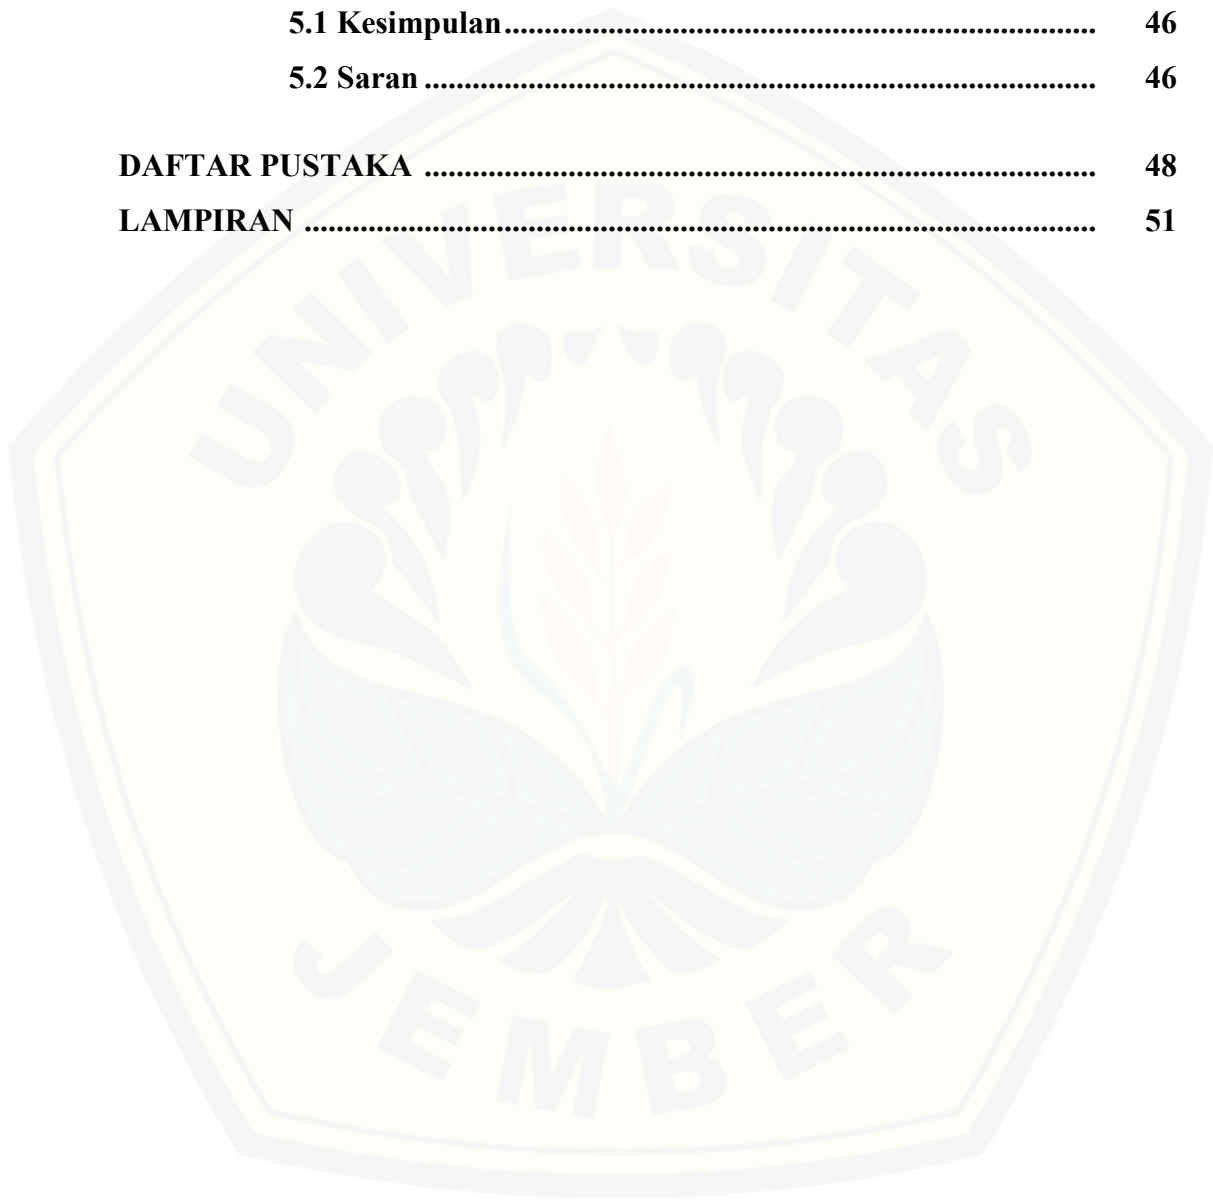 5.1 Kesimpulan........................................................................... 46
5.2 Saran ..................................................................................... 46
DAFTAR PUSTAKA ..................................................................................... 48
LAMPIRAN .................................................................................................... 51
UNIVERSITAS
JEMBER